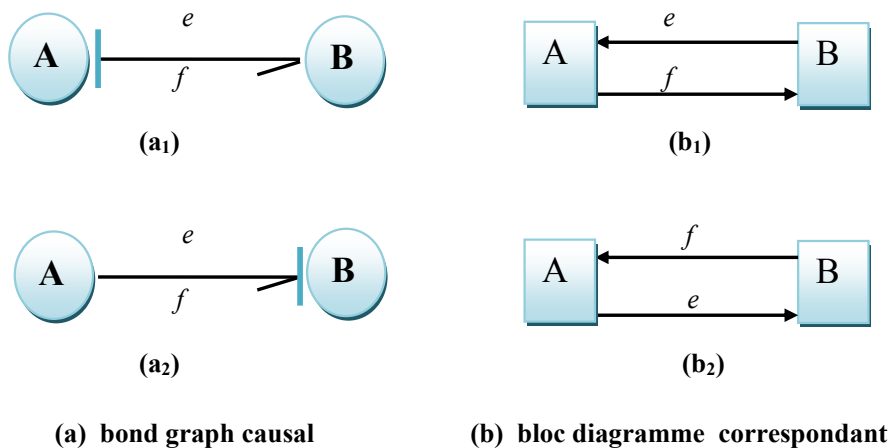 e e
A B A B
f f
(a₁) (b₁)
e f
A B A B
f e
(a₂) (b₂)
(a) bond graph causal (b) bloc diagramme correspondant